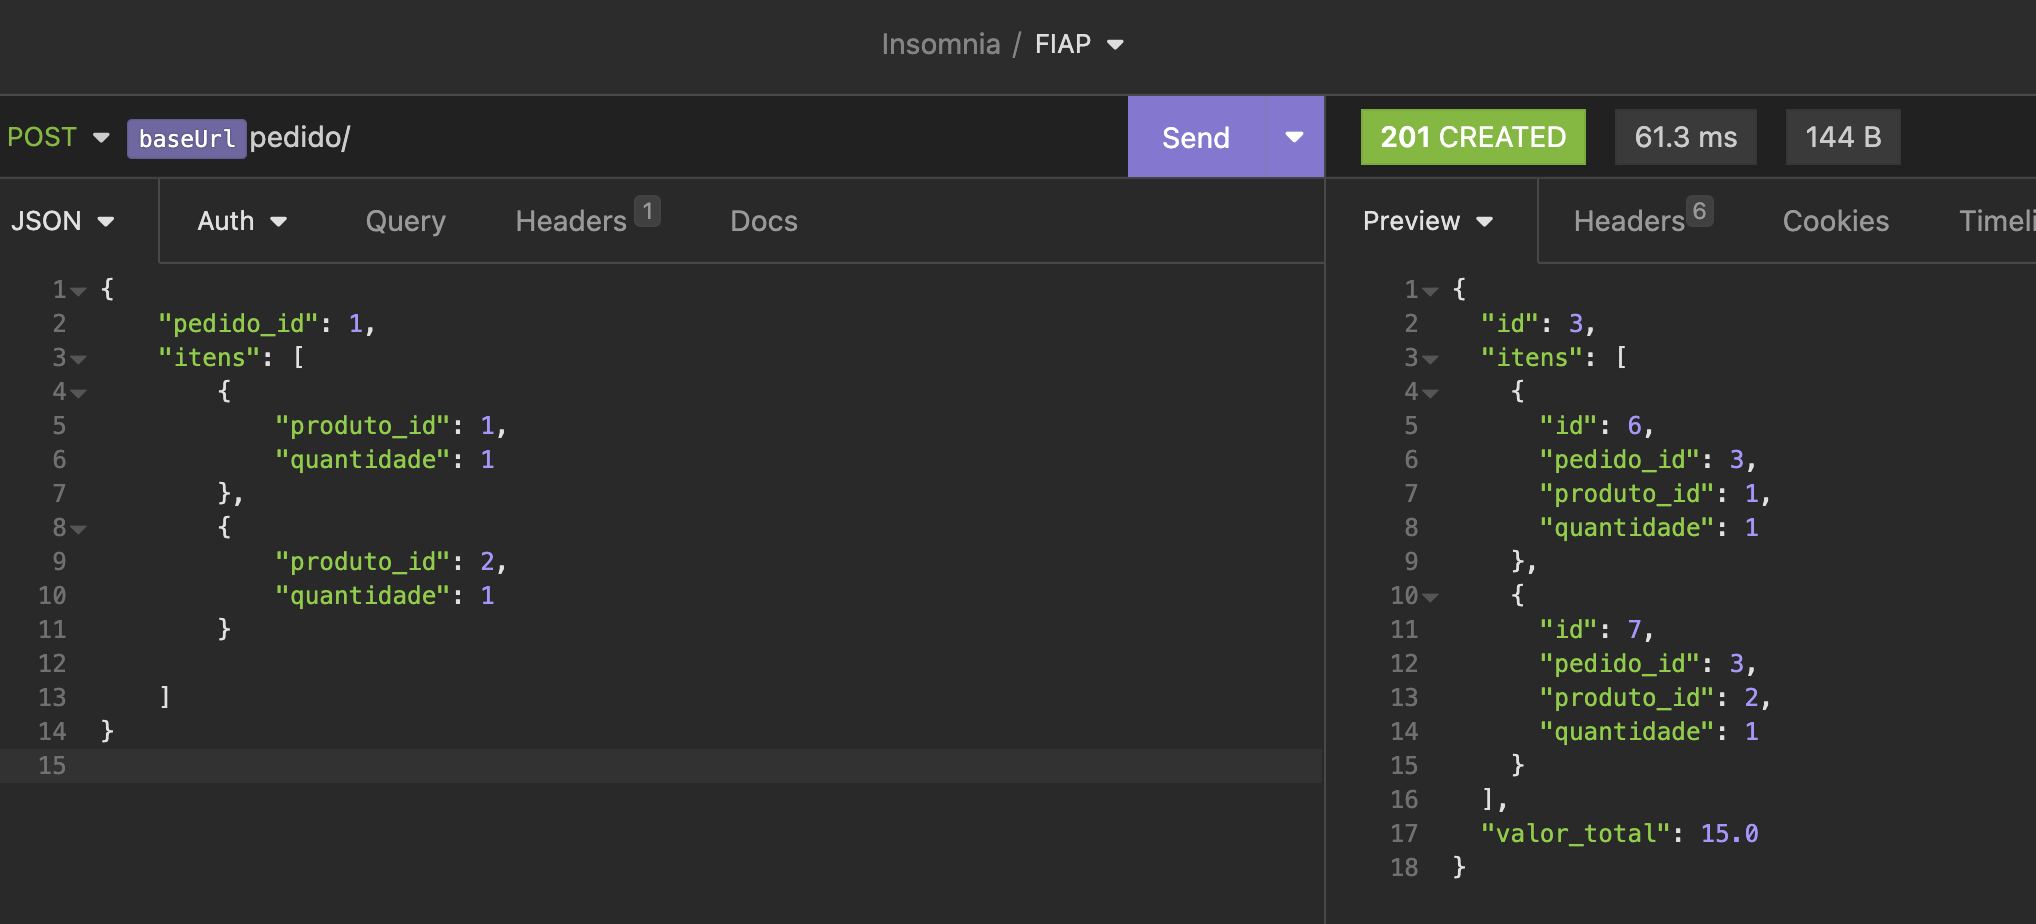 Insomnia / FIAP
POST baseUrl pedido/ Send
201 CREATED 61.3 ms 144 B
JSON Auth Query Headers 1 Docs
1 {
2 "pedido_id": 1,
3 "itens": [
4 {
5 "produto_id": 1,
6 "quantidade": 1
7 },
8 {
9 "produto_id": 2,
10 "quantidade": 1
11 }
12
13 ]
14 }
15
Preview Headers 6 Cookies Timeli
1 {
2 "id": 3,
3 "itens": [
4 {
5 "id": 6,
6 "pedido_id": 3,
7 "produto_id": 1,
8 "quantidade": 1
9 },
10 {
11 "id": 7,
12 "pedido_id": 3,
13 "produto_id": 2,
14 "quantidade": 1
15 }
16 ],
17 "valor_total": 15.0
18 }